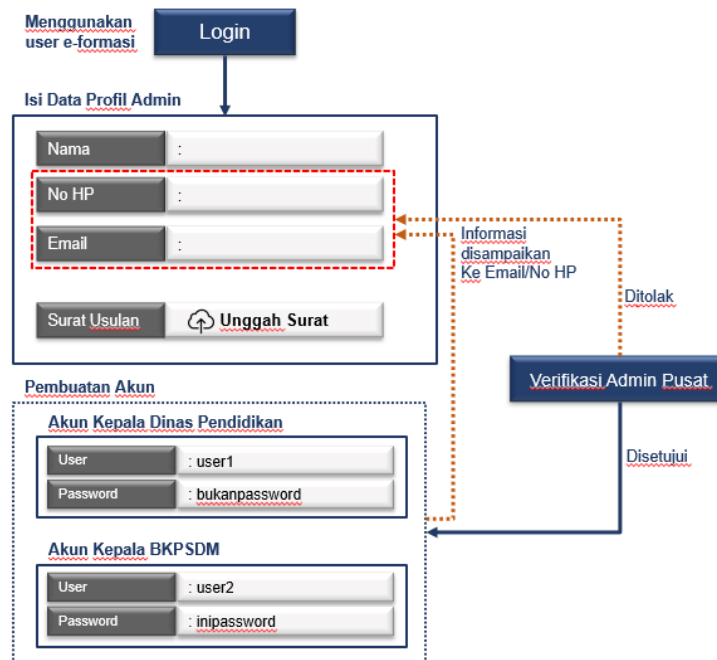 Menggunakan
user e-formasi
Login
Isi Data Profil Admin
Nama :
No HP :
Email :
Surat Usulan Unggah Surat
Informasi
disampaikan
Ke Email/No HP
Ditolak
Verifikasi Admin Pusat
Disetujui
Pembuatan Akun
Akun Kepala Dinas Pendidikan
User : user1
Password : bukanpassword
Akun Kepala BKPSDM
User : user2
Password : inipassword